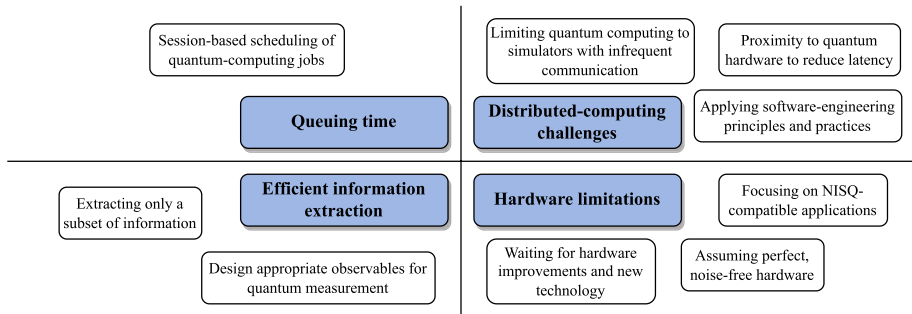 Session-based scheduling of
quantum-computing jobs
Queuing time
Limiting quantum computing to
simulators with infrequent
communication
Proximity to quantum
hardware to reduce latency
Distributed-computing
challenges
Applying software-engineering
principles and practices
Efficient information
extraction
Extracting only a
subset of information
Design appropriate observables for
quantum measurement
Hardware limitations
Focusing on NISQ-
compatible applications
Waiting for hardware
improvements and new
technology
Assuming perfect,
noise-free hardware